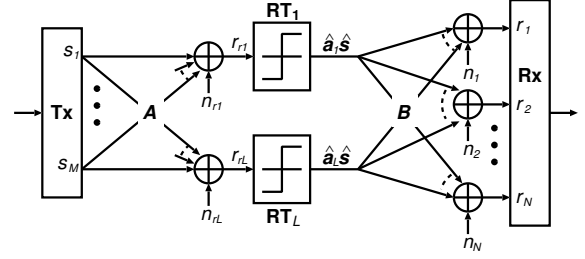 RT1
s1
rr1
â1ŝ
r1
nr1
n1
Tx
A
B
r2
Rx
n2
sM
rrL
âLŝ
rN
nrL
RTL
nN